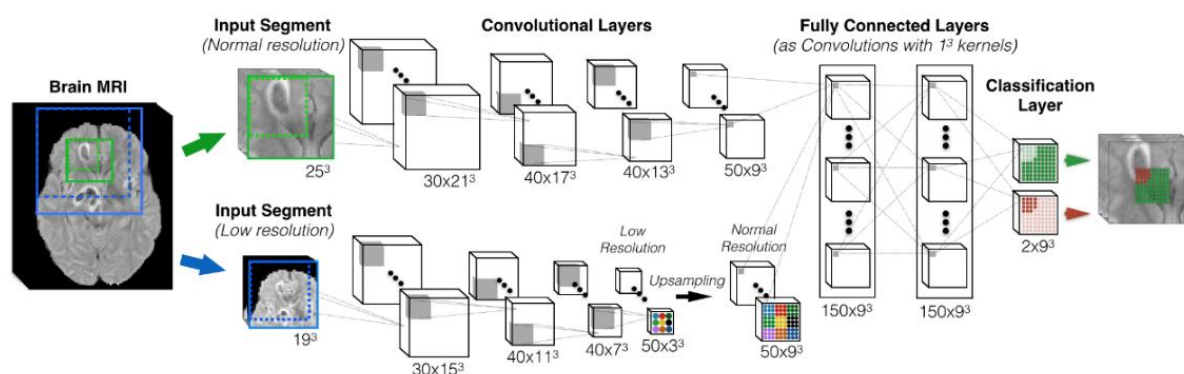 Brain MRI
Input Segment
(Normal resolution)
25³
Convolutional Layers
30x21³
40x17³
40x13³
50x9³
Fully Connected Layers
(as Convolutions with 1³ kernels)
150x9³
150x9³
Classification
Layer
2x9³
Input Segment
(Low resolution)
19³
30x15³
40x11³
40x7³
Low
Resolution
50x3³
Upsampling
Normal
Resolution
50x9³